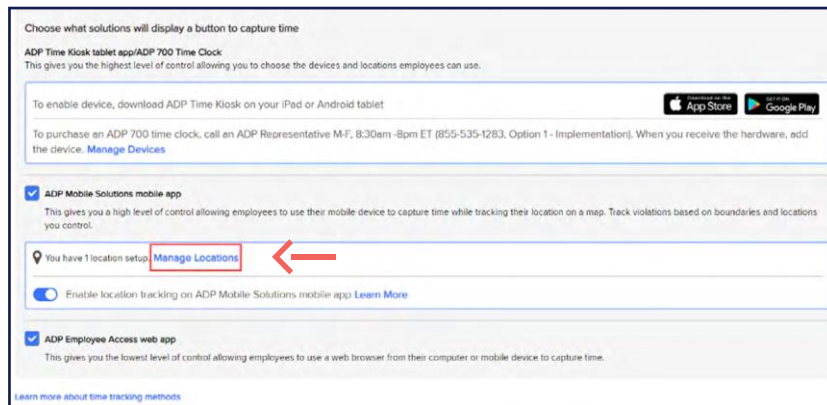 Choose what solutions will display a button to capture time
ADP Time Kiosk tablet app/ADP 700 Time Clock
This gives you the highest level of control allowing you to choose the devices and locations employees can use.
To enable device, download ADP Time Kiosk on your iPad or Android tablet
Download on the
App Store
GET IT ON
Google Play
To purchase an ADP 700 time clock, call an ADP Representative M-F, 8:30am -8pm ET (855-535-1283, Option 1 - Implementation). When you receive the hardware, add
the device. Manage Devices
ADP Mobile Solutions mobile app
This gives you a high level of control allowing employees to use their mobile device to capture time while tracking their location on a map. Track violations based on boundaries and locations
you control.
You have 1 location setup. Manage Locations
Enable location tracking on ADP Mobile Solutions mobile app Learn More
ADP Employee Access web app
This gives you the lowest level of control allowing employees to use a web browser from their computer or mobile device to capture time.
Learn more about time tracking methods